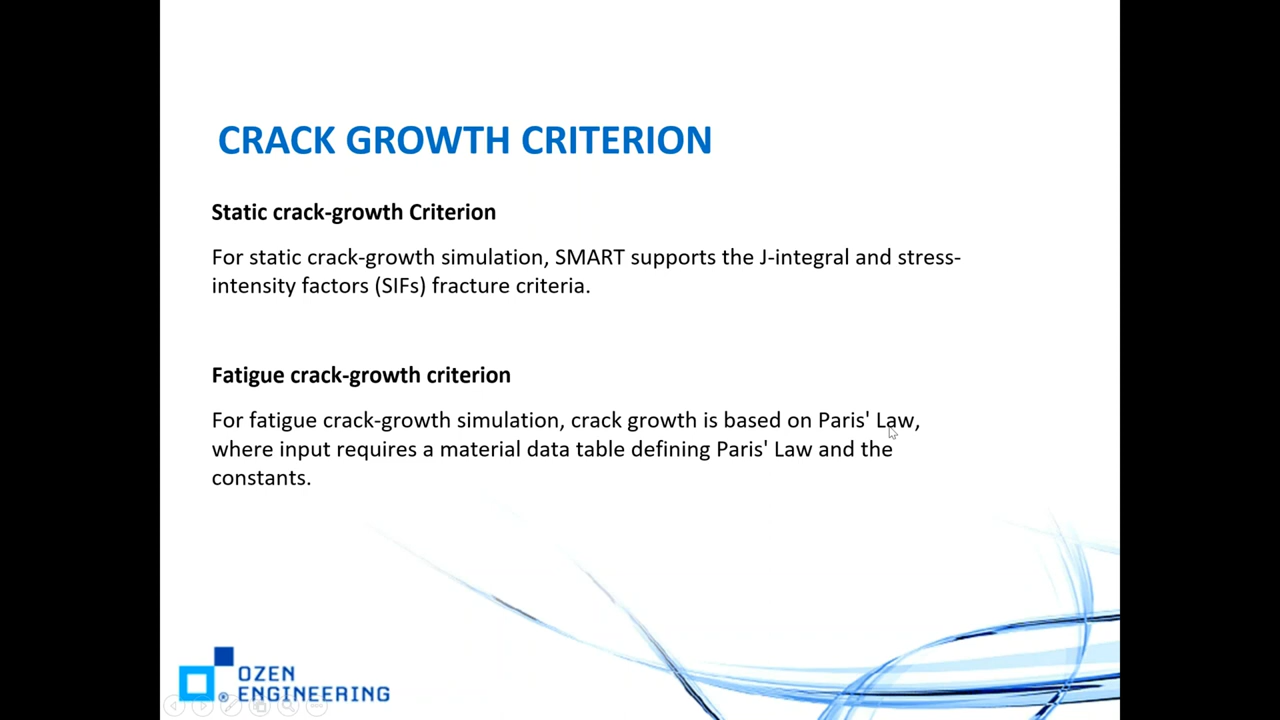 CRACK GROWTH CRITERION
Static crack-growth Criterion
For static crack-growth simulation, SMART supports the J-integral and stress-
intensity factors (SIFs) fracture criteria.
Fatigue crack-growth criterion
For fatigue crack-growth simulation, crack growth is based on Paris' Law,
where input requires a material data table defining Paris' Law and the
constants.
OZEN
ENGINEERING